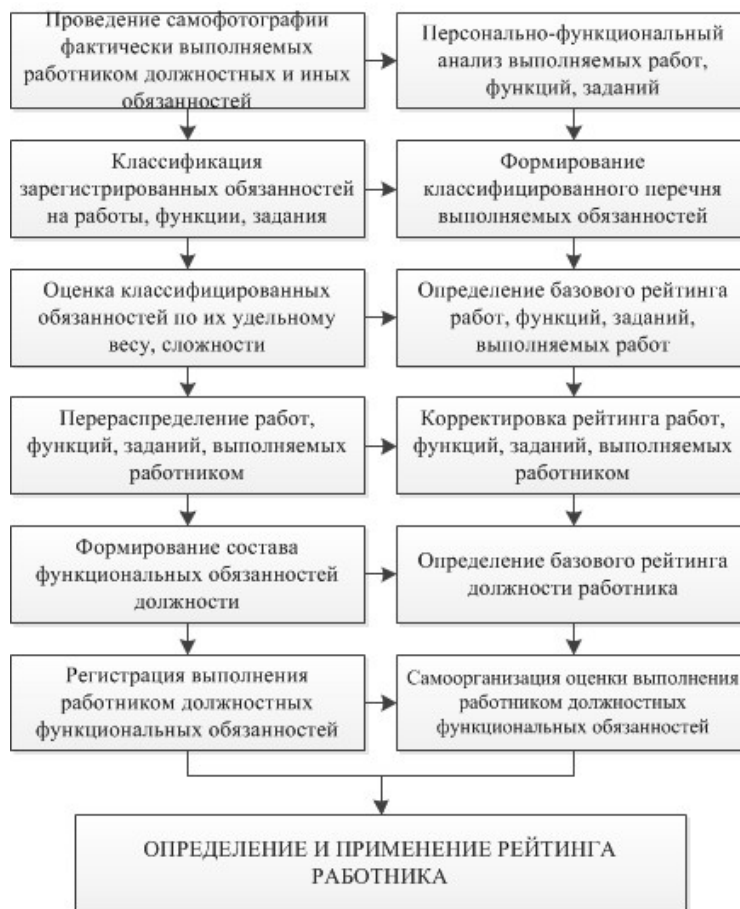 Проведение самофотографии
фактически выполняемых
работником должностных и иных
обязанностей
Персонально-функциональный
анализ выполняемых работ,
функций, заданий
Классификация
зарегистрированных обязанностей
на работы, функции, задания
Формирование
классифицированного перечня
выполняемых обязанностей
Оценка классифицированных
обязанностей по их удельному
весу, сложности
Определение базового рейтинга
работ, функций, заданий,
выполняемых работ
Перераспределение работ,
функций, заданий, выполняемых
работником
Корректировка рейтинга работ,
функций, заданий, выполняемых
работником
Формирование состава
функциональных обязанностей
должности
Определение базового рейтинга
должности работника
Регистрация выполнения
работником должностных
функциональных обязанностей
Самоорганизация оценки выполнения
работником должностных
функциональных обязанностей
ОПРЕДЕЛЕНИЕ И ПРИМЕНЕНИЕ РЕЙТИНГА
РАБОТНИКА